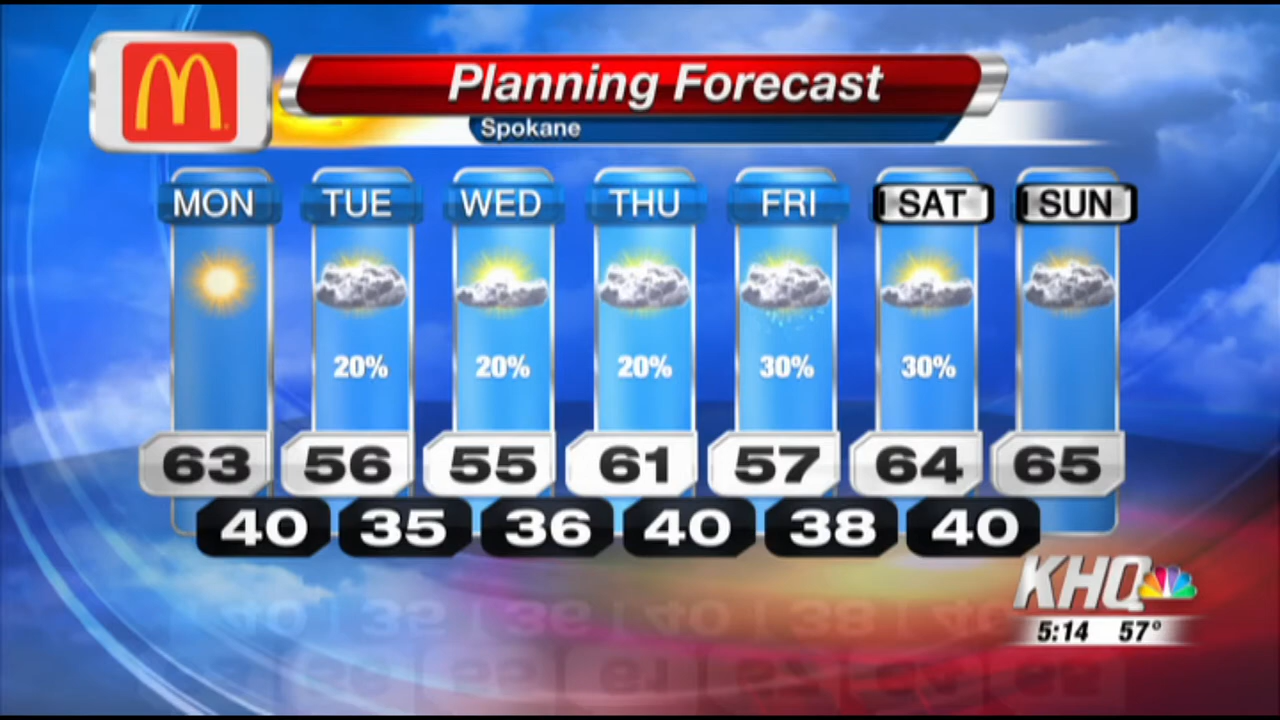 Planning Forecast
Spokane
MON TUE WED THU FRI SAT SUN
20% 20% 20% 30% 30%
63 56 55 61 57 64 65
40 35 36 40 38 40
KHQ
5:14 57°